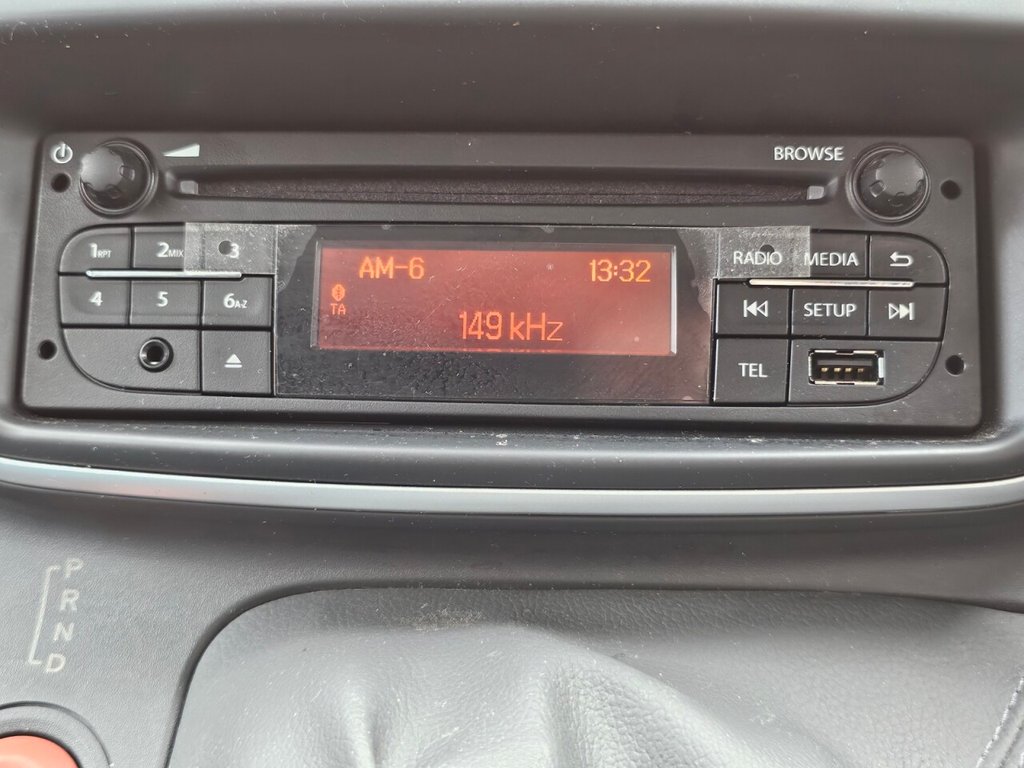 BROWSE
1RPT 2MIX 3
AM-6 13:32
RADIO MEDIA
4 5 6A-Z
TA
149 kHz
SETUP
TEL
P
R
N
D